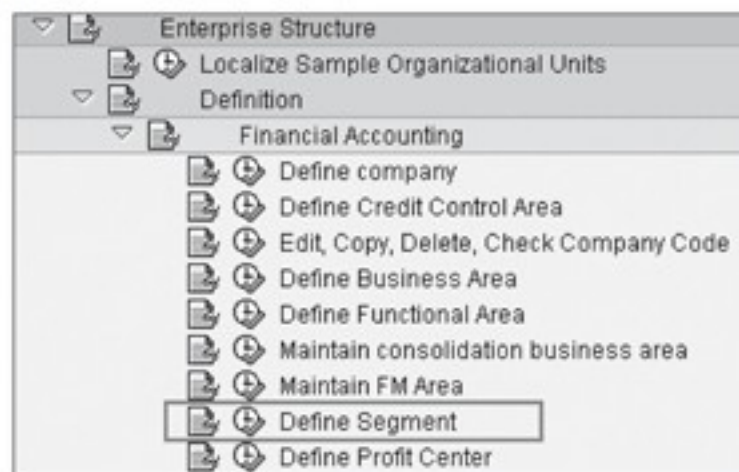 Enterprise Structure
Localize Sample Organizational Units
Definition
Financial Accounting
Define company
Define Credit Control Area
Edit, Copy, Delete, Check Company Code
Define Business Area
Define Functional Area
Maintain consolidation business area
Maintain FM Area
Define Segment
Define Profit Center